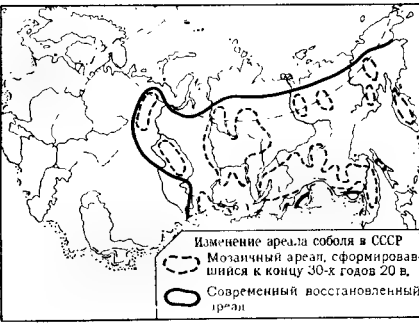 Изменение ареала соболя в СССР
Мозаичный ареал, сформировав-
шийся к концу 30-х годов 20 в.
Современный восстановленный
ареал